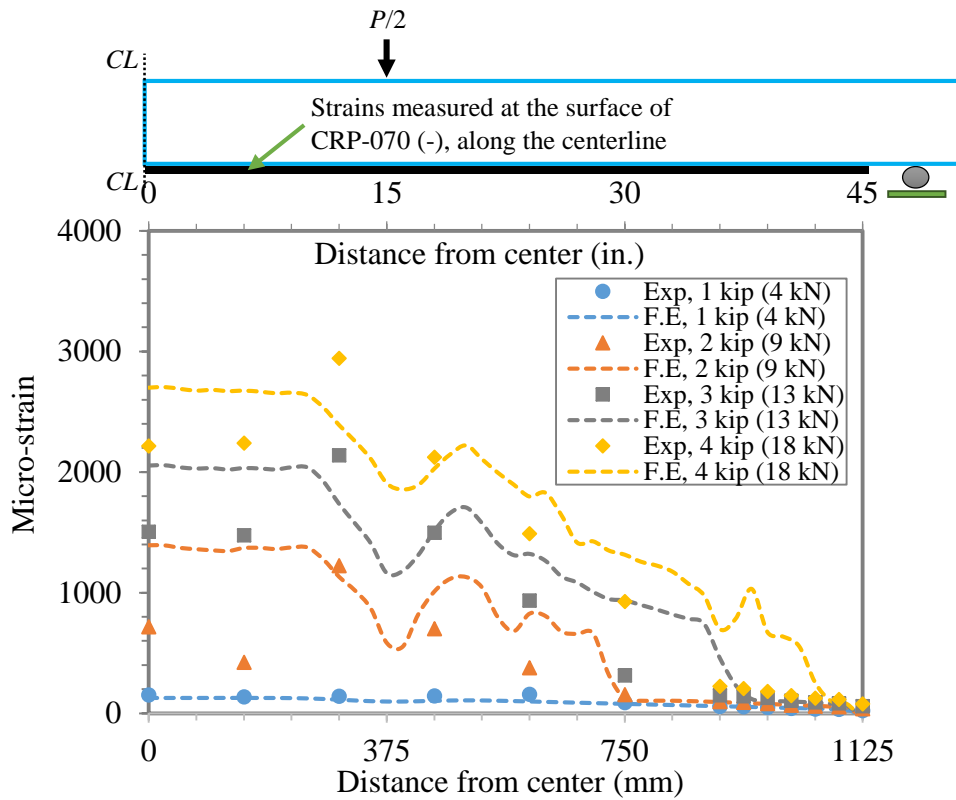 P/2
CL
Strains measured at the surface of
CRP-070 (-), along the centerline
CL
0 15 30 45
4000
Distance from center (in.)
Exp, 1 kip (4 kN)
F.E, 1 kip (4 kN)
Exp, 2 kip (9 kN)
F.E, 2 kip (9 kN)
Exp, 3 kip (13 kN)
F.E, 3 kip (13 kN)
Exp, 4 kip (18 kN)
F.E, 4 kip (18 kN)
3000
2000
1000
0
Micro-strain
0 375 750 1125
Distance from center (mm)